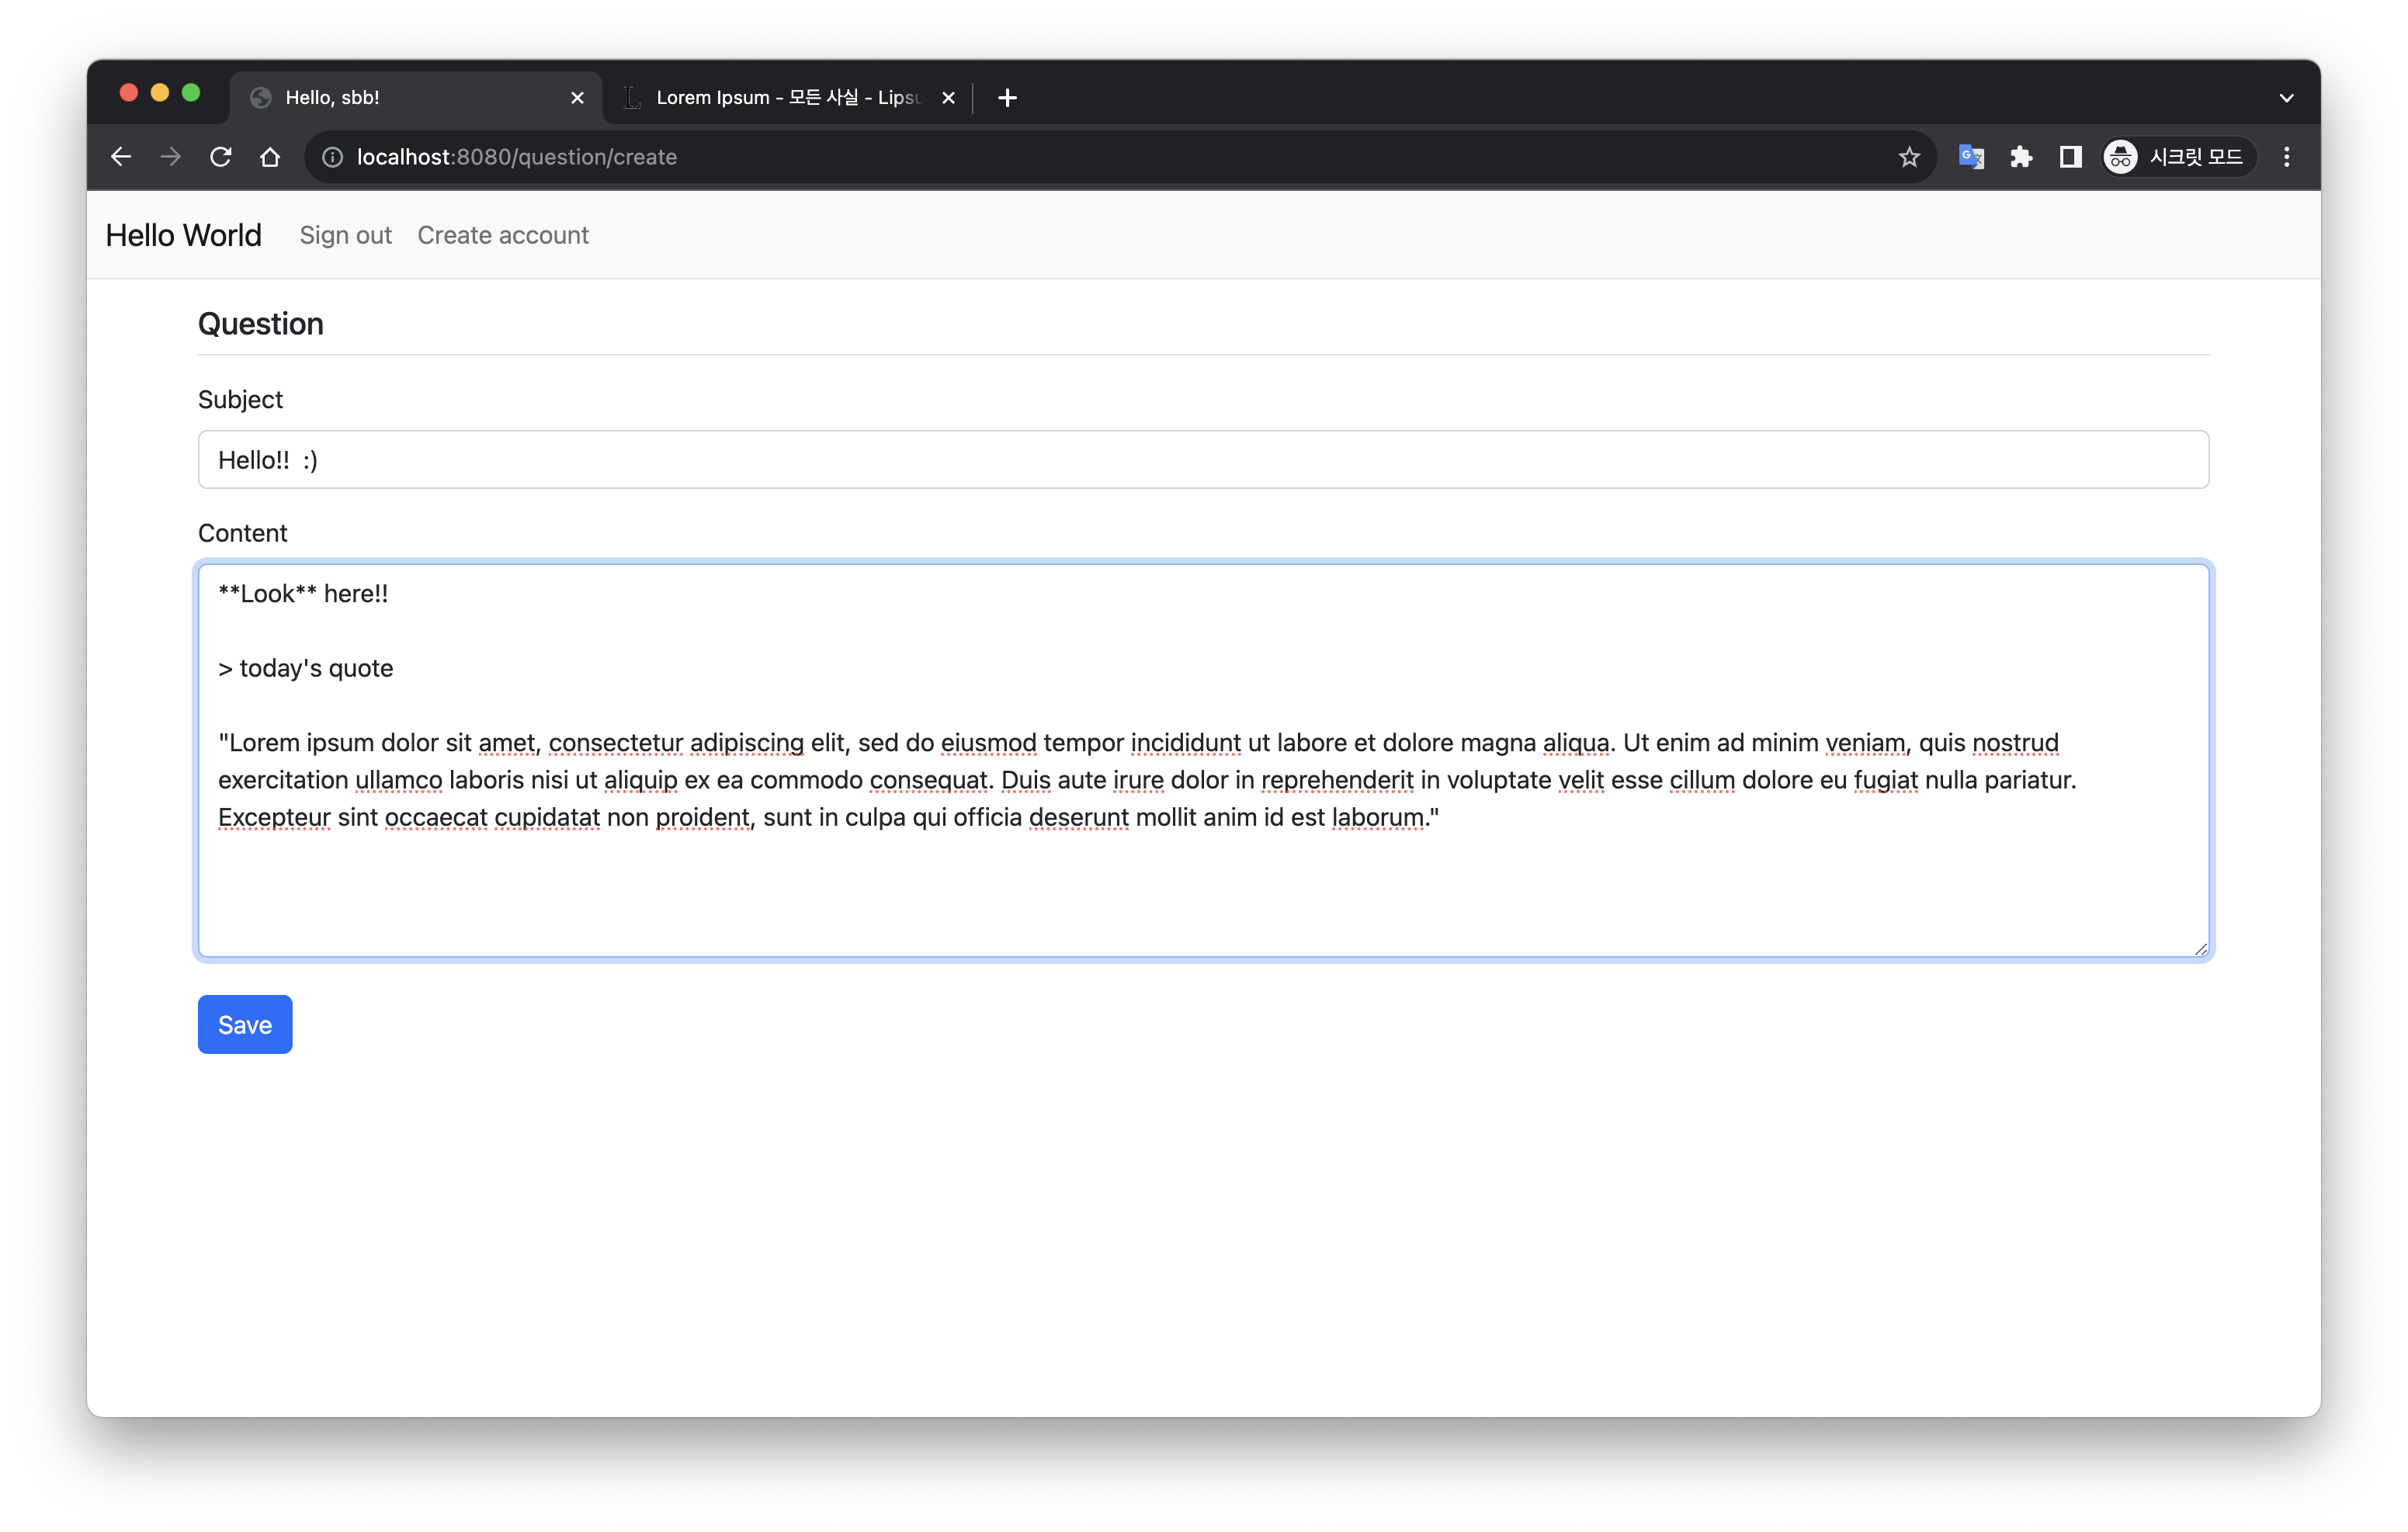 Hello, sbb!
Lorem Ipsum - 모든 사실 - Lipsu
localhost:8080/question/create
시크릿 모드
Hello World Sign out Create account
Question
Subject
Hello!!  :)
Content
**Look** here!!
> today's quote
"Lorem ipsum dolor sit amet, consectetur adipiscing elit, sed do eiusmod tempor incididunt ut labore et dolore magna aliqua. Ut enim ad minim veniam, quis nostrud
exercitation ullamco laboris nisi ut aliquip ex ea commodo consequat. Duis aute irure dolor in reprehenderit in voluptate velit esse cillum dolore eu fugiat nulla pariatur.
Excepteur sint occaecat cupidatat non proident, sunt in culpa qui officia deserunt mollit anim id est laborum."
Save